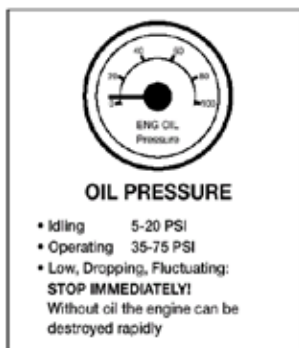 40 60
20 80
0 100
ENG OIL
Pressure
OIL PRESSURE
• Idling 5-20 PSI
• Operating 35-75 PSI
• Low, Dropping, Fluctuating:
STOP IMMEDIATELY!
Without oil the engine can be
destroyed rapidly